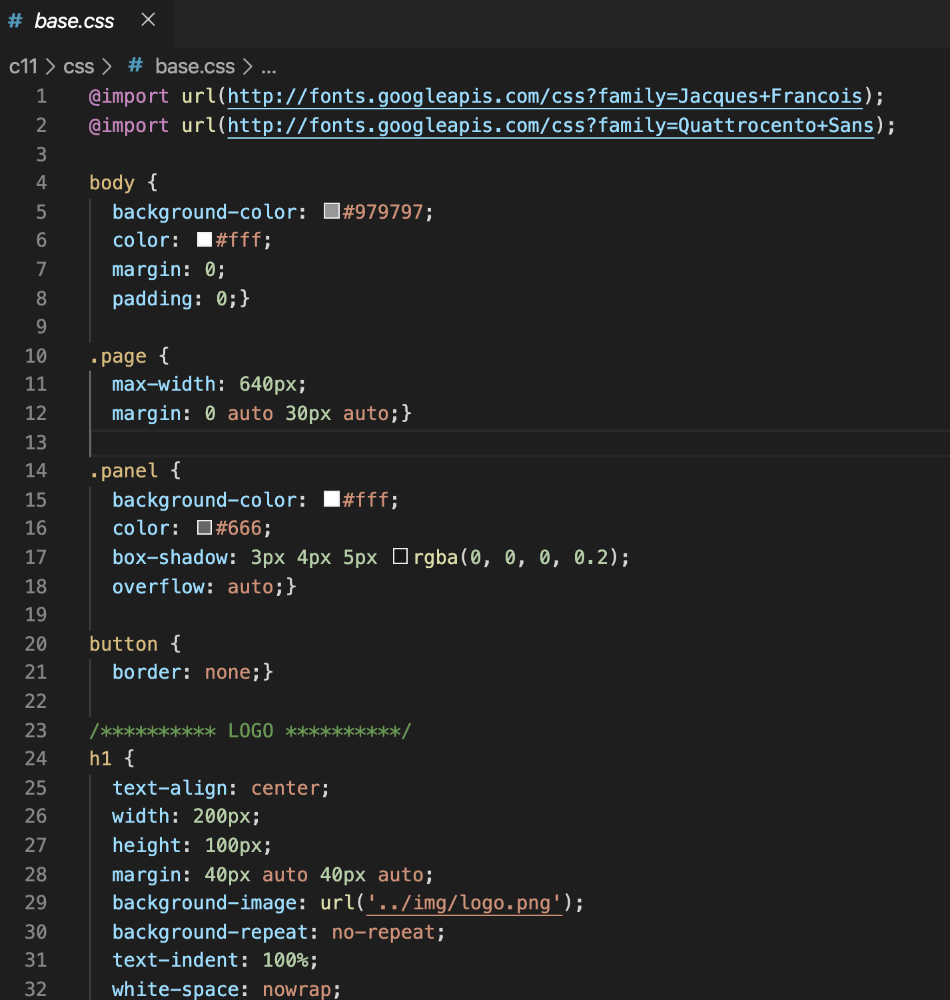 # base.css ×
c11 > css > # base.css > ...
1 @import url(http://fonts.googleapis.com/css?family=Jacques+Francois);
2 @import url(http://fonts.googleapis.com/css?family=Quattrocento+Sans);
3
4 body {
5 background-color: #979797;
6 color: #fff;
7 margin: 0;
8 padding: 0;}
9
10 .page {
11 max-width: 640px;
12 margin: 0 auto 30px auto;}
13
14 .panel {
15 background-color: #fff;
16 color: #666;
17 box-shadow: 3px 4px 5px rgba(0, 0, 0, 0.2);
18 overflow: auto;}
19
20 button {
21 border: none;}
22
23 /********** LOGO **********/
24 h1 {
25 text-align: center;
26 width: 200px;
27 height: 100px;
28 margin: 40px auto 40px auto;
29 background-image: url('../img/logo.png');
30 background-repeat: no-repeat;
31 text-indent: 100%;
32 white-space: nowrap;